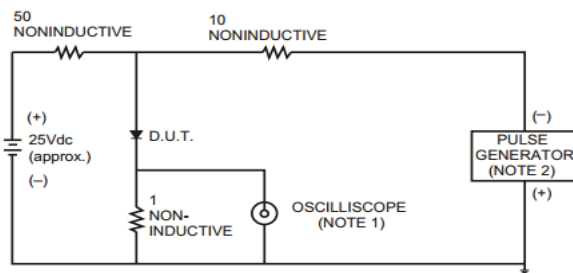 50
NONINDUCTIVE
10
NONINDUCTIVE
(+)
25Vdc
(approx.)
(–)
D.U.T.
1
NON-
INDUCTIVE
OSCILLISCOPE
(NOTE 1)
(–)
PULSE
GENERATOR
(NOTE 2)
(+)